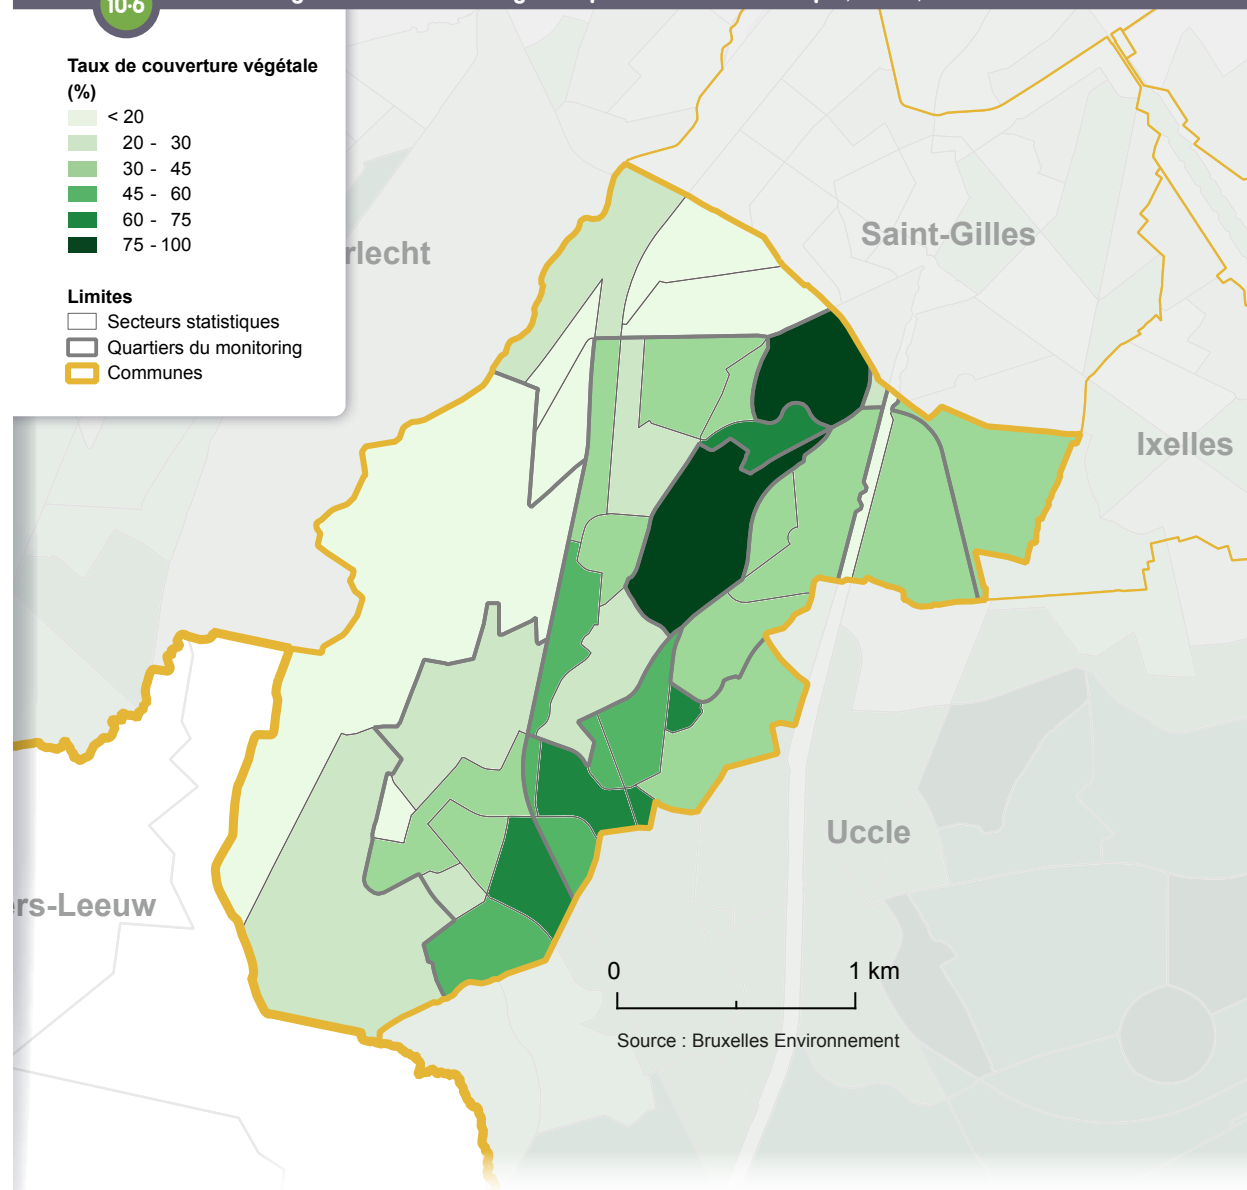 10·6
Taux de couverture végétale
(%)
< 20
20 - 30
30 - 45
45 - 60
60 - 75
75 - 100
Limites
Secteurs statistiques
Quartiers du monitoring
Communes
rlecht
Saint-Gilles
Ixelles
Uccle
rs-Leeuw
0 1 km
Source : Bruxelles Environnement